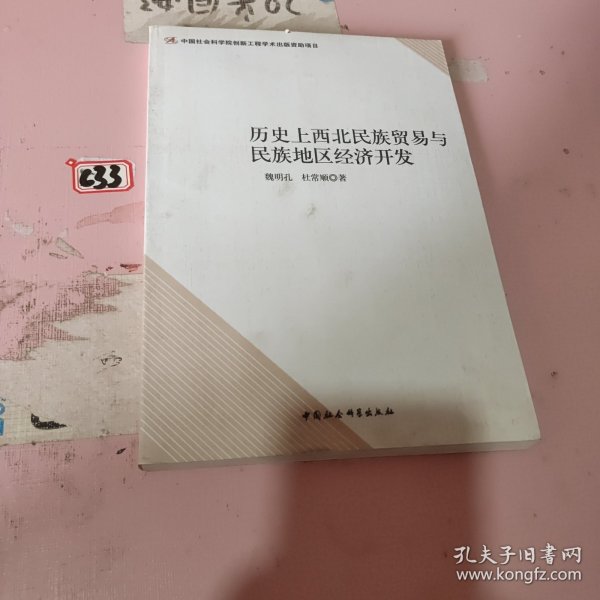 中国社会科学院创新工程学术出版资助项目
历史上西北民族贸易与
民族地区经济开发
魏明孔 杜常顺◎著
中国社会科学出版社
C33
孔夫子旧书网
www.kongfz.com